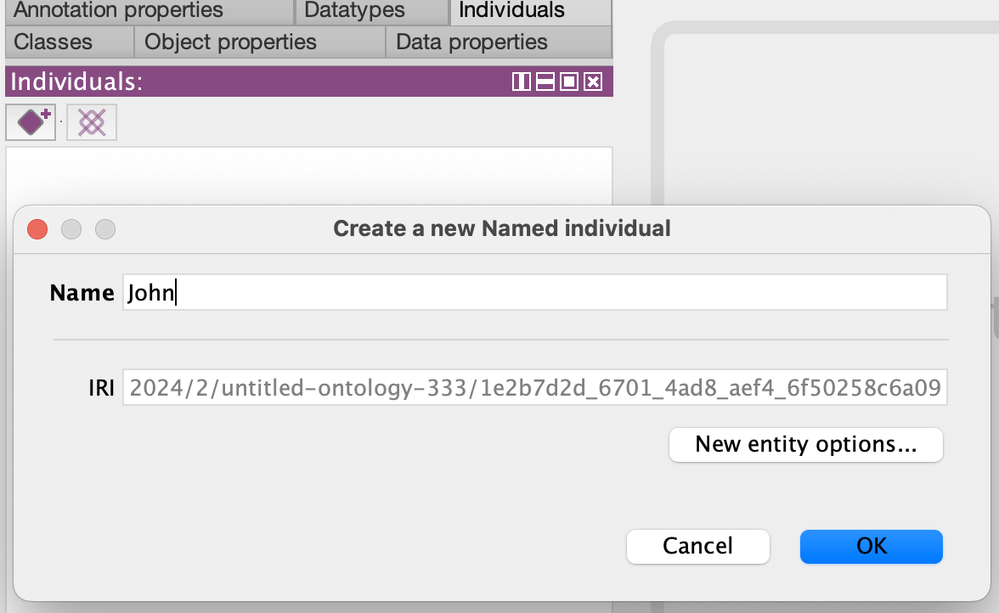 Annotation properties Datatypes Individuals
Classes Object properties Data properties
Individuals:
Create a new Named individual
Name John
IRI 2024/2/untitled-ontology-333/1e2b7d2d_6701_4ad8_aef4_6f50258c6a09
New entity options...
Cancel OK